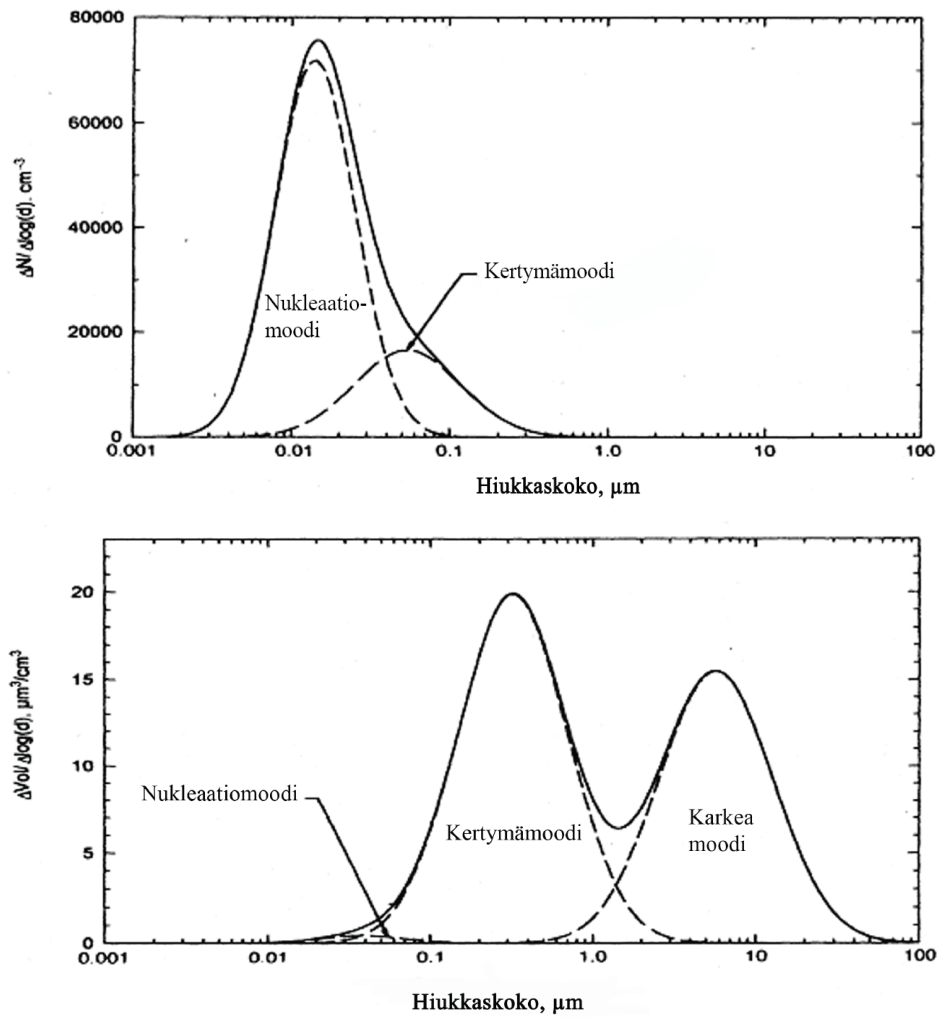 80000
60000
40000
20000
0
ΔN/Δlog(d). cm⁻³
Kertymämoodi
Nukleaatio-
moodi
0.001
0.01
0.1
1.0
10
100
Hiukkaskoko, µm
20
15
10
5
0
ΔVol/Δlog(d), µm³/cm³
Nukleaatiomoodi
Kertymämoodi
Karkea
moodi
0.001
0.01
0.1
1.0
10
100
Hiukkaskoko, µm